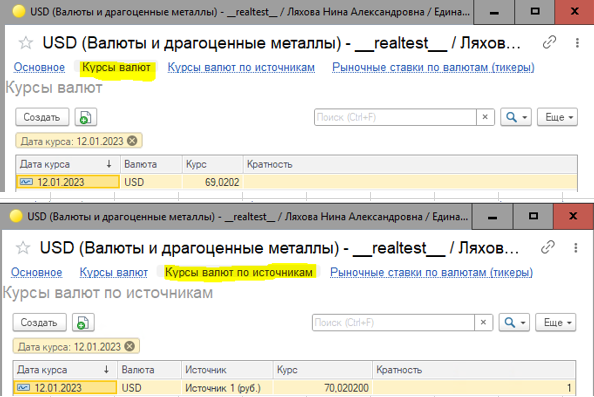 USD (Валюты и драгоценные металлы) - __realtest__ / Ляхова Нина Александровна / Едина...
USD (Валюты и драгоценные металлы) - __realtest__ / Ляхов...
Основное Курсы валют Курсы валют по источникам Рыночные ставки по валютам (тикеры)
Курсы валют
Создать Поиск (Ctrl+F) × Еще
Дата курса: 12.01.2023
Дата курса ↓ Валюта Курс Кратность
12.01.2023 USD 69,0202
USD (Валюты и драгоценные металлы) - __realtest__ / Ляхова Нина Александровна / Едина...
USD (Валюты и драгоценные металлы) - __realtest__ / Ляхов...
Основное Курсы валют Курсы валют по источникам Рыночные ставки по валютам (тикеры)
Курсы валют по источникам
Создать Поиск (Ctrl+F) × Еще
Дата курса: 12.01.2023
Дата курса ↓ Валюта Источник Курс Кратность
12.01.2023 USD Источник 1 (руб.) 70,020200 1